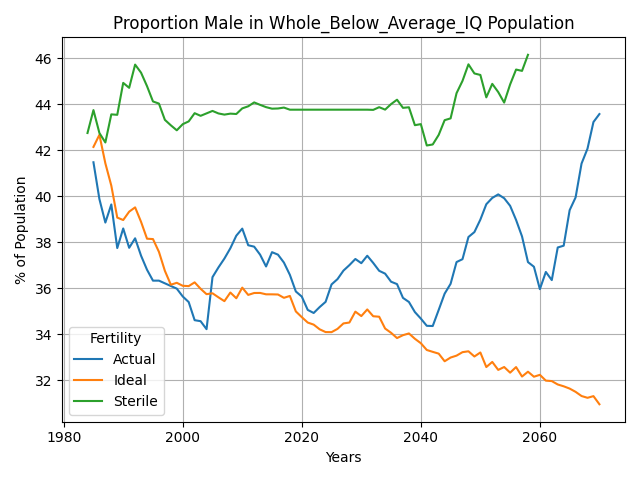 Proportion Male in Whole_Below_Average_IQ Population
% of Population
46
44
42
40
38
36
34
32
Fertility
Actual
Ideal
Sterile
1980
2000
2020
2040
2060
Years